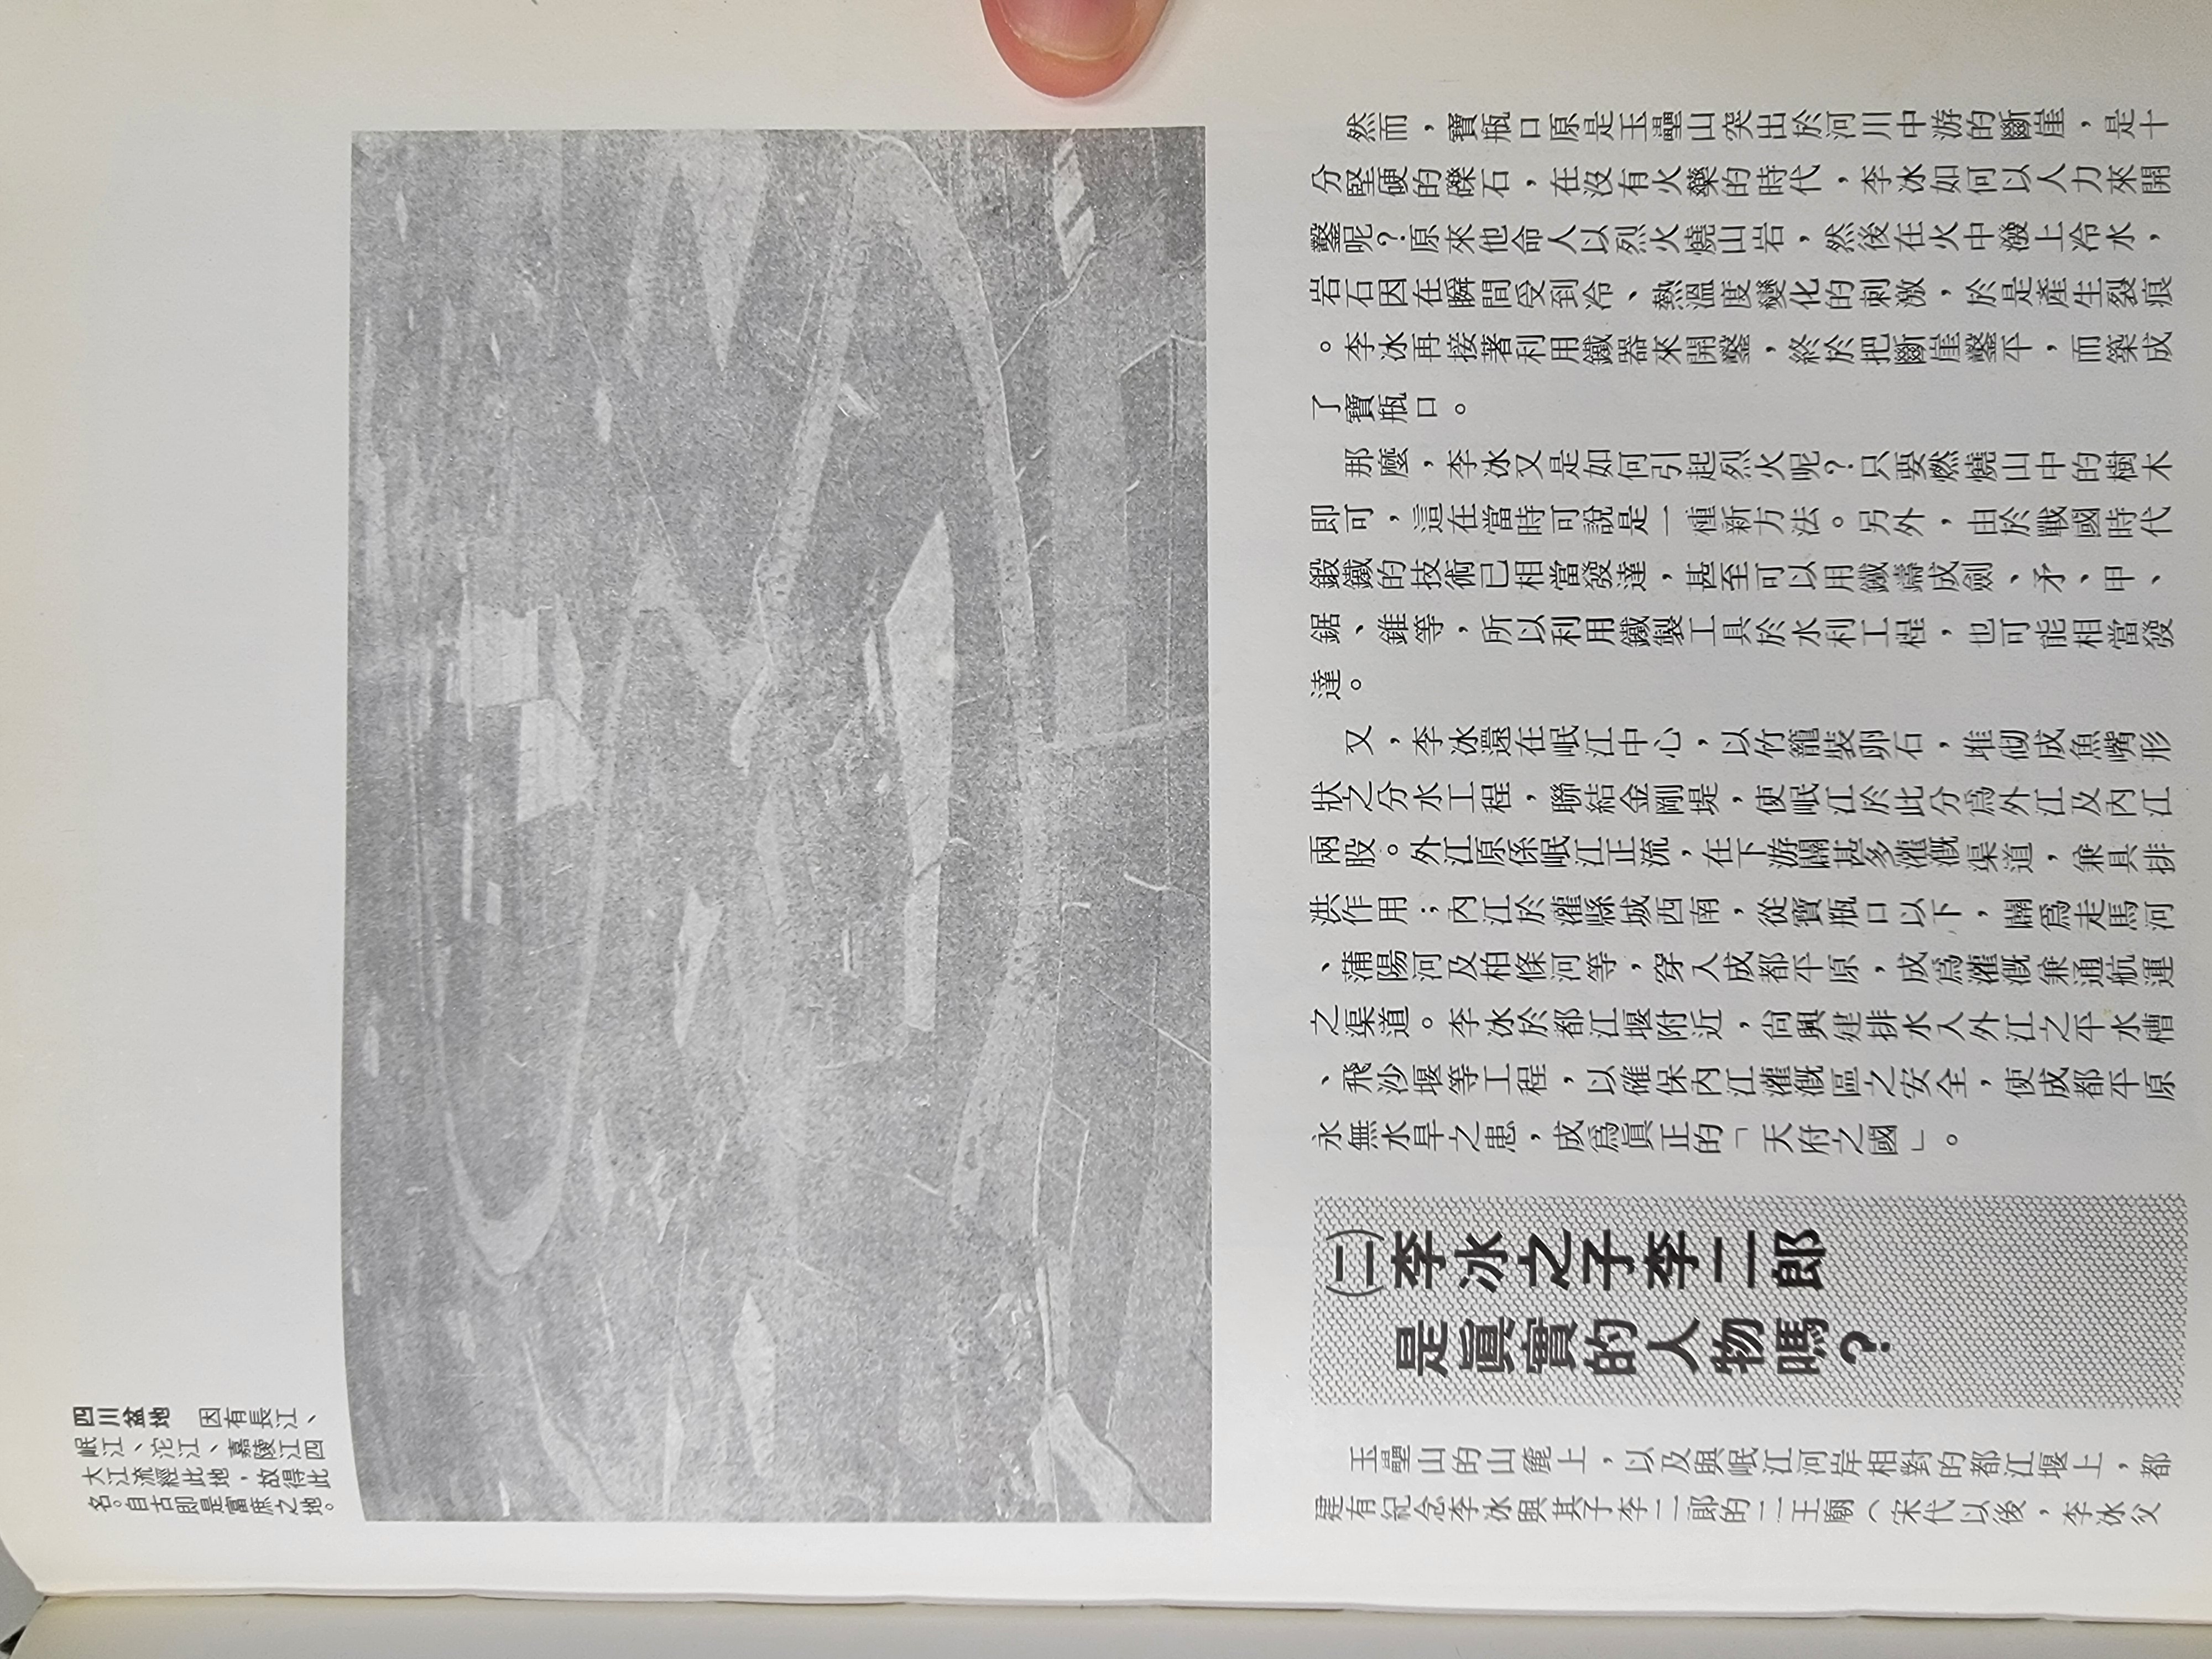 四川盆地　因有長江、
岷江、沱江、嘉陵江四
大江流經此地，故得此
名。自古即是富庶之地。
然而，寶瓶口原是玉壘山突出於河川中游的斷崖，是十
分堅硬的礫石，在沒有火藥的時代，李冰如何以人力來開
鑿呢？原來他命人以烈火燒山岩，然後在火中潑上冷水，
岩石因在瞬間受到冷、熱溫度變化的刺激，於是產生裂痕
。李冰再接著利用鐵器來開鑿，終於把斷崖鑿平，而築成
了寶瓶口。
那麼，李冰又是如何引起烈火呢？只要燃燒山中的樹木
即可，這在當時可說是一種新方法。另外，由於戰國時代
鍛鐵的技術已相當發達，甚至可以用鐵鑄成劍、矛、甲、
鋸、錐等，所以利用鐵製工具於水利工程，也可能相當發
達。
又，李冰還在岷江中心，以竹籠裝卵石，堆砌成魚嘴形
狀之分水工程，聯結金剛堤，使岷江於此分為外江及內江
兩股。外江原係岷江正流，在下游闢甚多灌溉渠道，兼具排
洪作用；內江於灌縣城西南，從寶瓶口以下，闢為走馬河
、蒲陽河及柏條河等，穿入成都平原，成為灌溉兼通航運
之渠道。李冰於都江堰附近，尚興建排水入外江之平水槽
、飛沙堰等工程，以確保內江灌溉區之安全，使成都平原
永無水旱之患，成為眞正的「天府之國」。
㈡李冰之子李二郎
是眞實的人物嗎？
玉壘山的山麓上，以及與岷江河岸相對的都江堰上，都
建有紀念李冰與其子李二郎的二王廟（宋代以後，李冰父